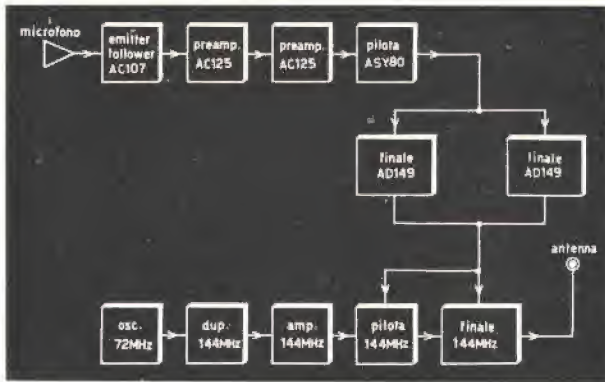 microfono
emitter
follower
AC107
preamp.
AC125
preamp.
AC125
pilota
ASY80
finale
AD149
finale
AD149
antenna
osc.
72MHz
dup.
144MHz
amp.
144MHz
pilota
144MHz
finale
144MHz